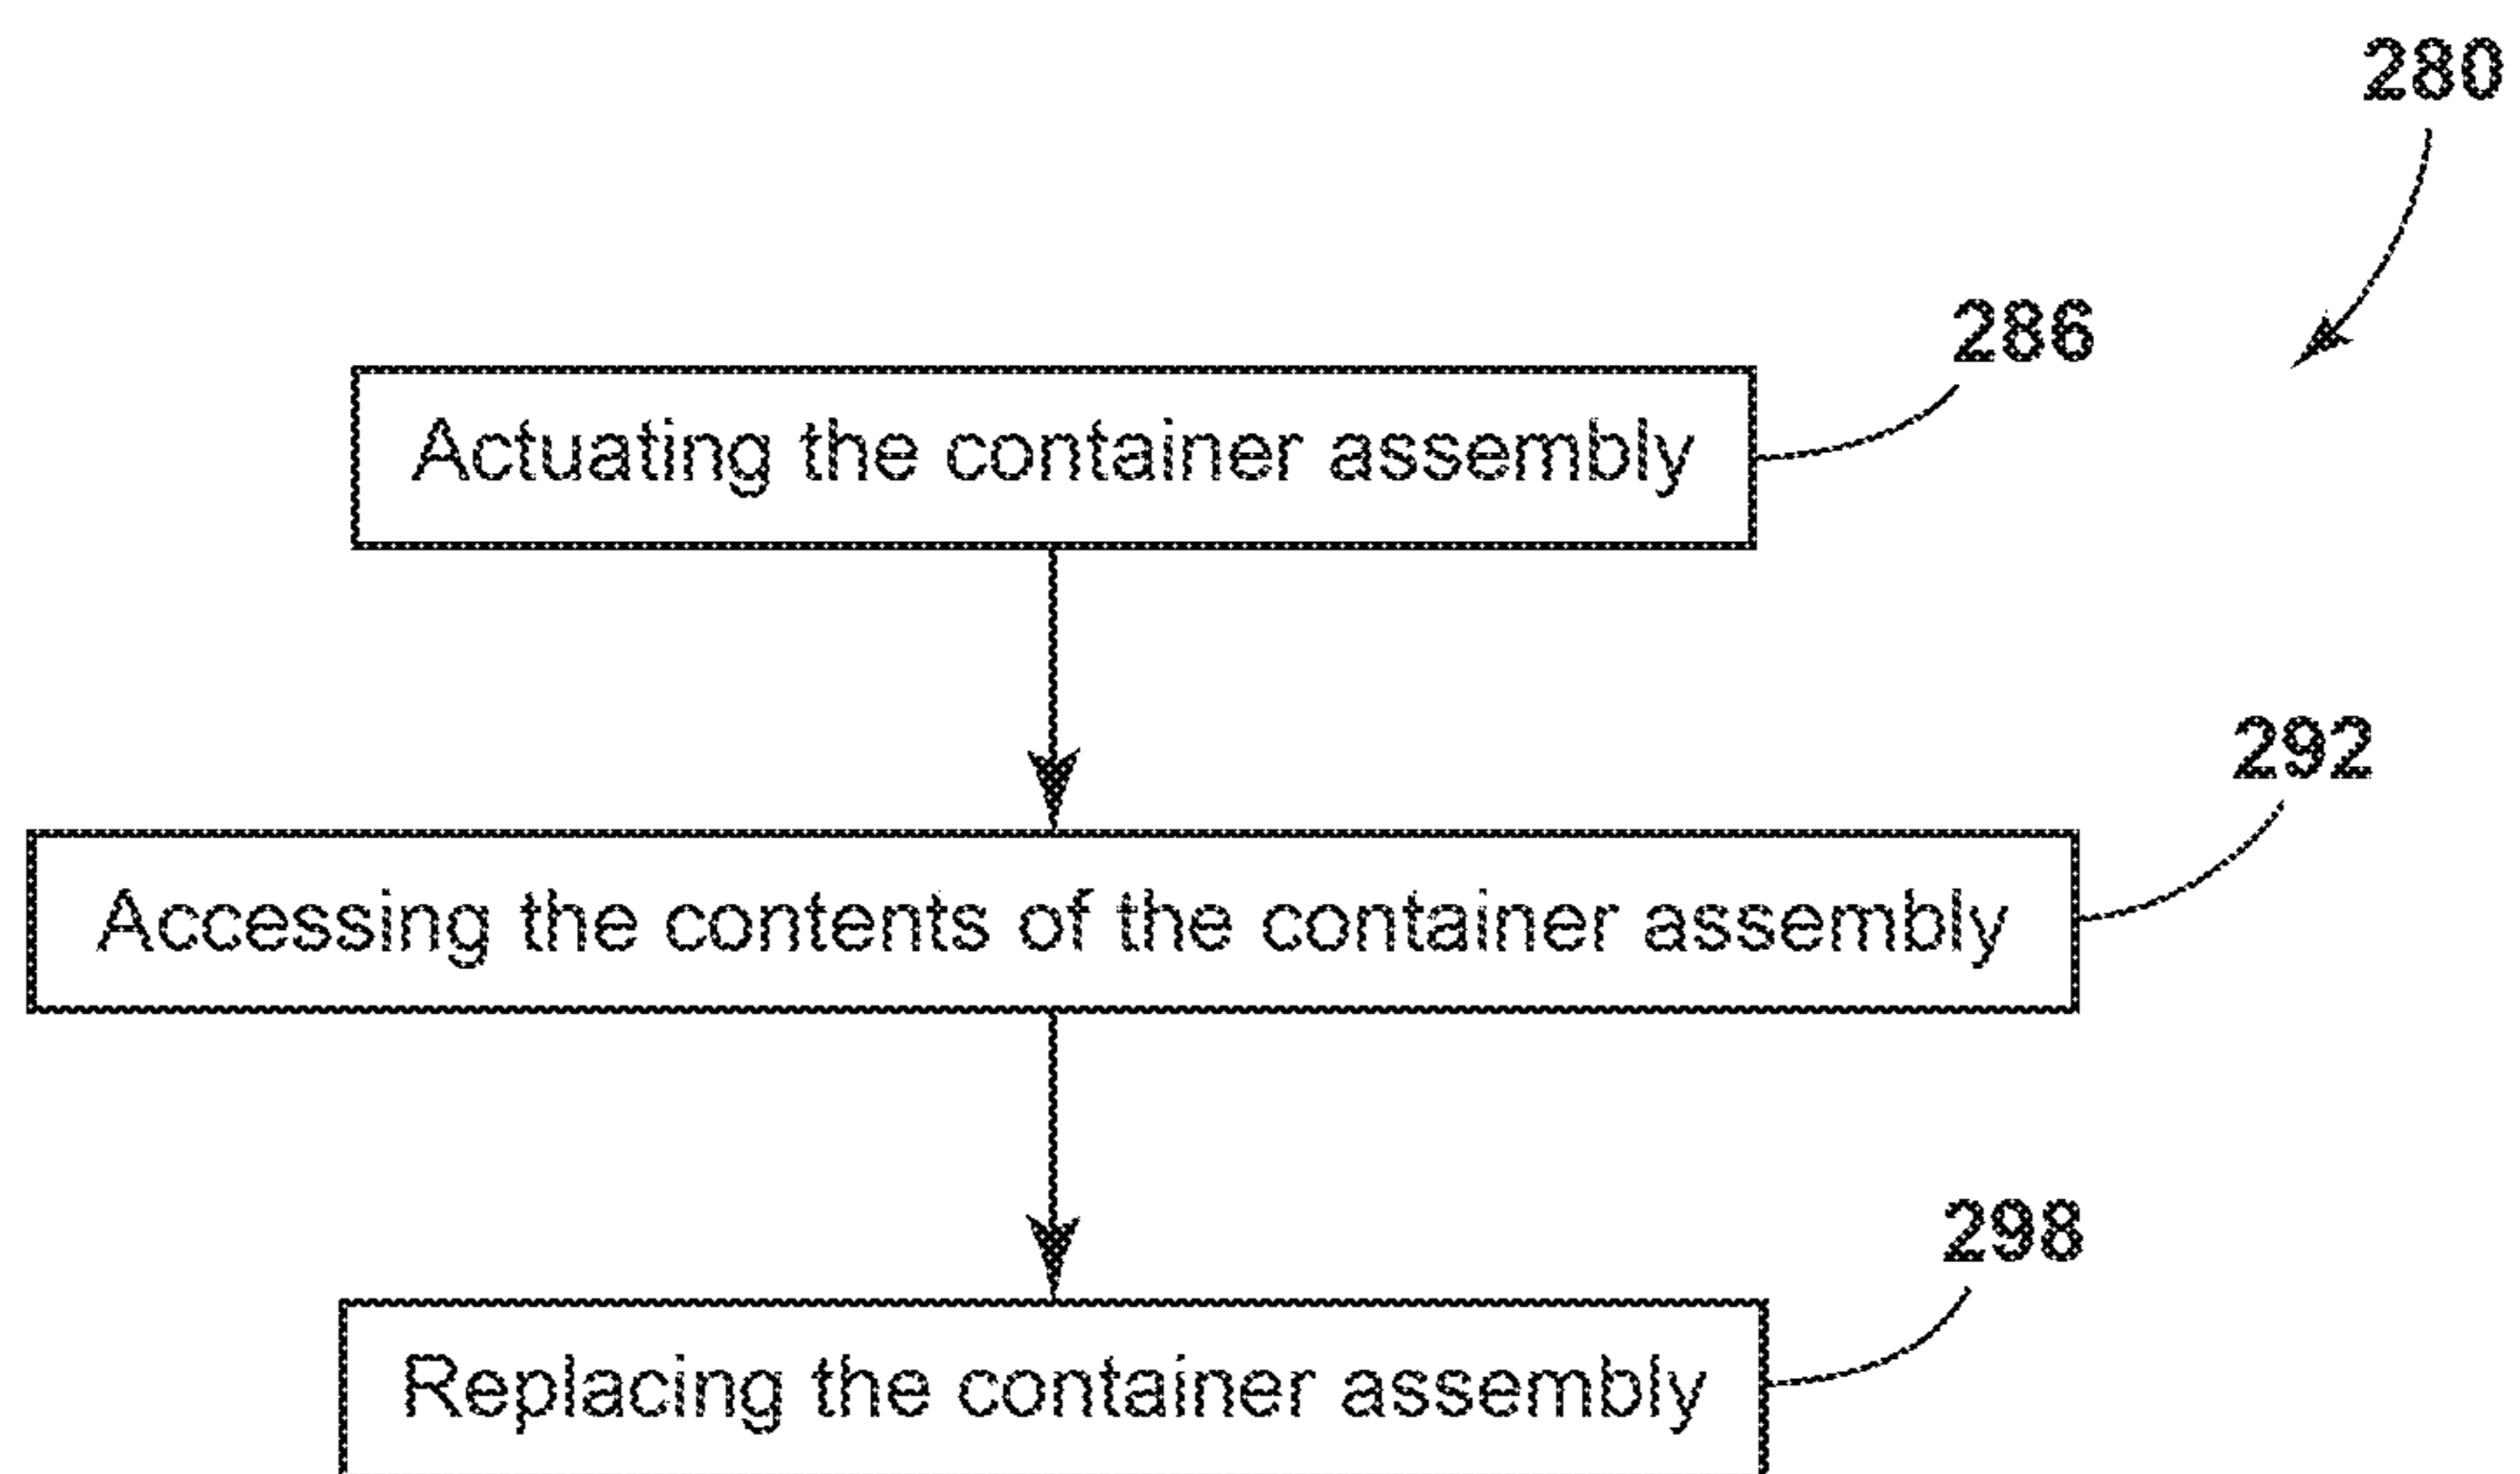 280
286
Actuating the container assembly
292
Accessing the contents of the container assembly
298
Replacing the container assembly